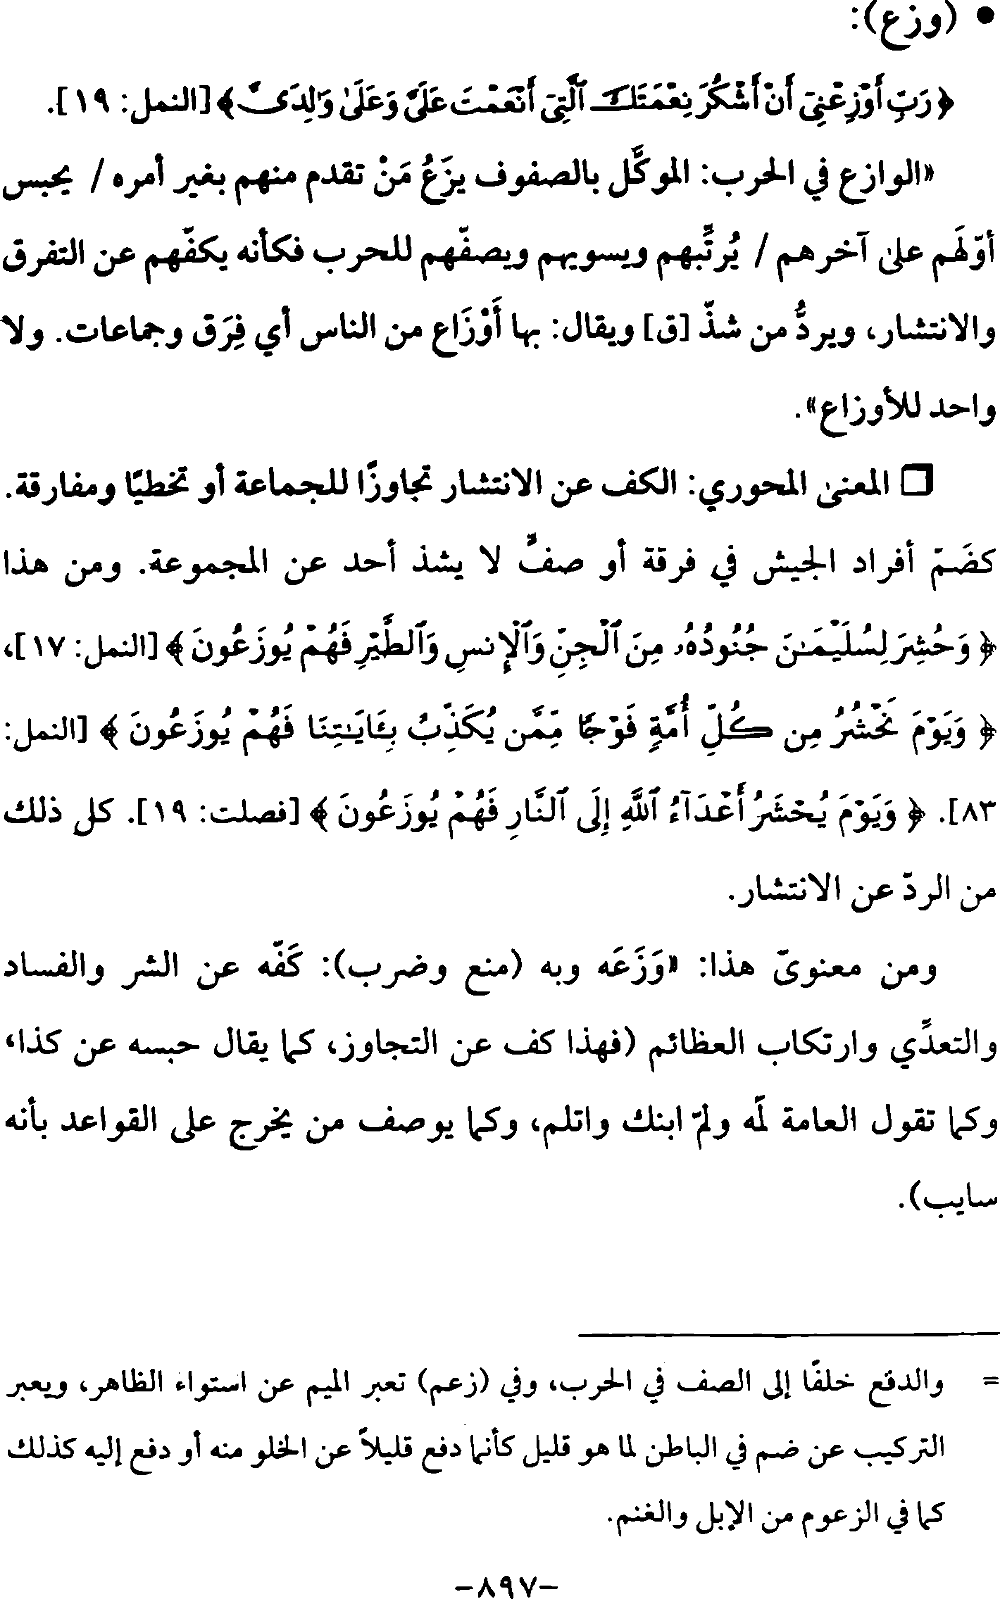 • (وزع):
﴿ رَبِّ أَوْزِعْنِىٓ أَنْ أَشْكُرَ نِعْمَتَكَ ٱلَّتِىٓ أَنْعَمْتَ عَلَىَّ وَعَلَىٰ وَٰلِدَىَّ ﴾ [النمل: ١٩].
«الوازع في الحرب: الموكَّل بالصفوف يزَعُ مَنْ تقدم منهم بغير أمره / يحبس
أوّلَهم على آخرهم / يُرتِّبهم ويسويهم ويصفّهم للحرب فكأنه يكفّهم عن التفرق
والانتشار، ويردُّ من شذّ [ق] ويقال: بها أَوْزَاع من الناس أي فِرَق وجماعات. ولا
واحد للأوزاع».
❏ المعنى المحوري: الكف عن الانتشار تجاوزًا للجماعة أو تخطيًا ومفارقة.
كضَمّ أفراد الجيش في فرقة أو صفٍّ لا يشذ أحد عن المجموعة. ومن هذا
﴿ وَحُشِرَ لِسُلَيْمَـٰنَ جُنُودُهُۥ مِنَ ٱلْجِنِّ وَٱلْإِنسِ وَٱلطَّيْرِ فَهُمْ يُوزَعُونَ ﴾ [النمل: ١٧]،
﴿ وَيَوْمَ نَحْشُرُ مِن كُلِّ أُمَّةٍ فَوْجًا مِّمَّن يُكَذِّبُ بِـَٔايَـٰتِنَا فَهُمْ يُوزَعُونَ ﴾ [النمل:
٨٣]. ﴿ وَيَوْمَ يُحْشَرُ أَعْدَآءُ ٱللَّهِ إِلَى ٱلنَّارِ فَهُمْ يُوزَعُونَ ﴾ [فصلت: ١٩]. كل ذلك
من الردّ عن الانتشار.
ومن معنويّ هذا: «وَزَعَه وبه (منع وضرب): كَفّه عن الشر والفساد
والتعدِّي وارتكاب العظائم (فهذا كف عن التجاوز، كما يقال حبسه عن كذا،
وكما تقول العامة لّمه ولمّ ابنك واتلم، وكما يوصف من يخرج على القواعد بأنه
سايب).
= والدفع خلفًا إلى الصف في الحرب، وفي (زعم) تعبر الميم عن استواء الظاهر، ويعبر
التركيب عن ضم في الباطن لما هو قليل كأنما دفع قليلاً عن الخلو منه أو دفع إليه كذلك
كما في الزعوم من الإبل والغنم.
-٨٩٧-